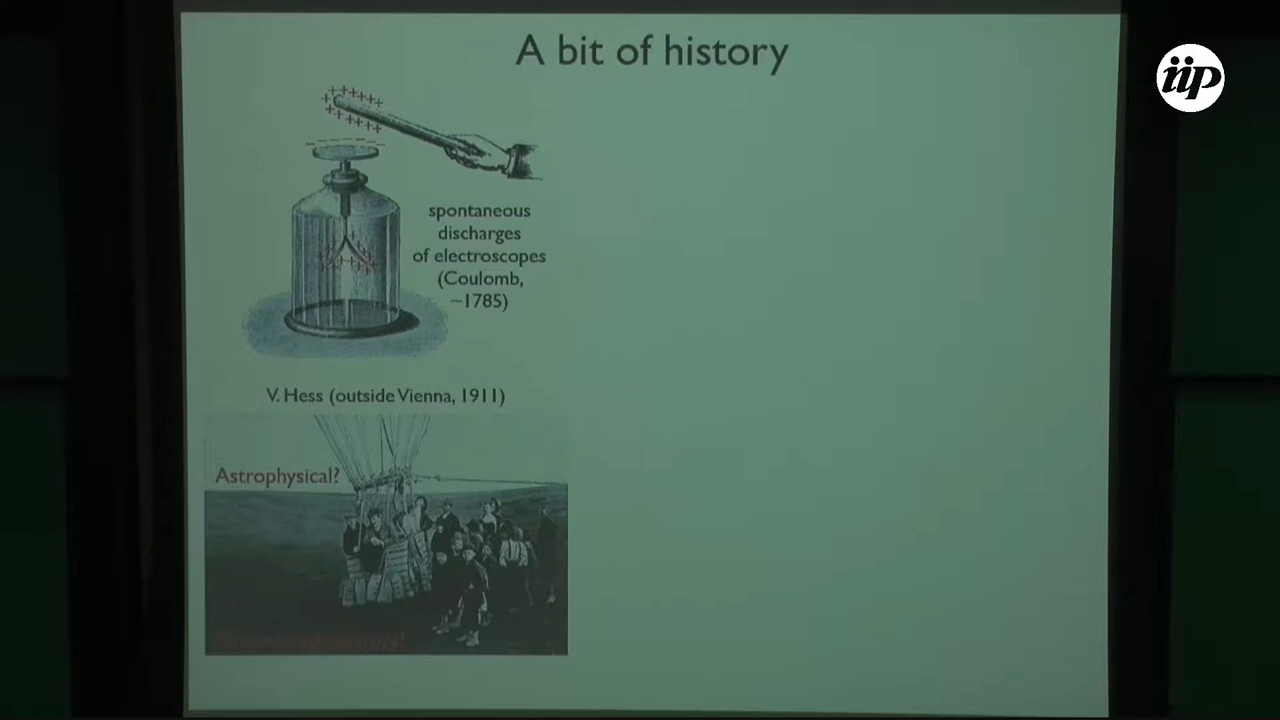 A bit of history
iip
spontaneous
discharges
of electroscopes
(Coulomb,
~1785)
V. Hess (outside Vienna, 1911)
Astrophysical?